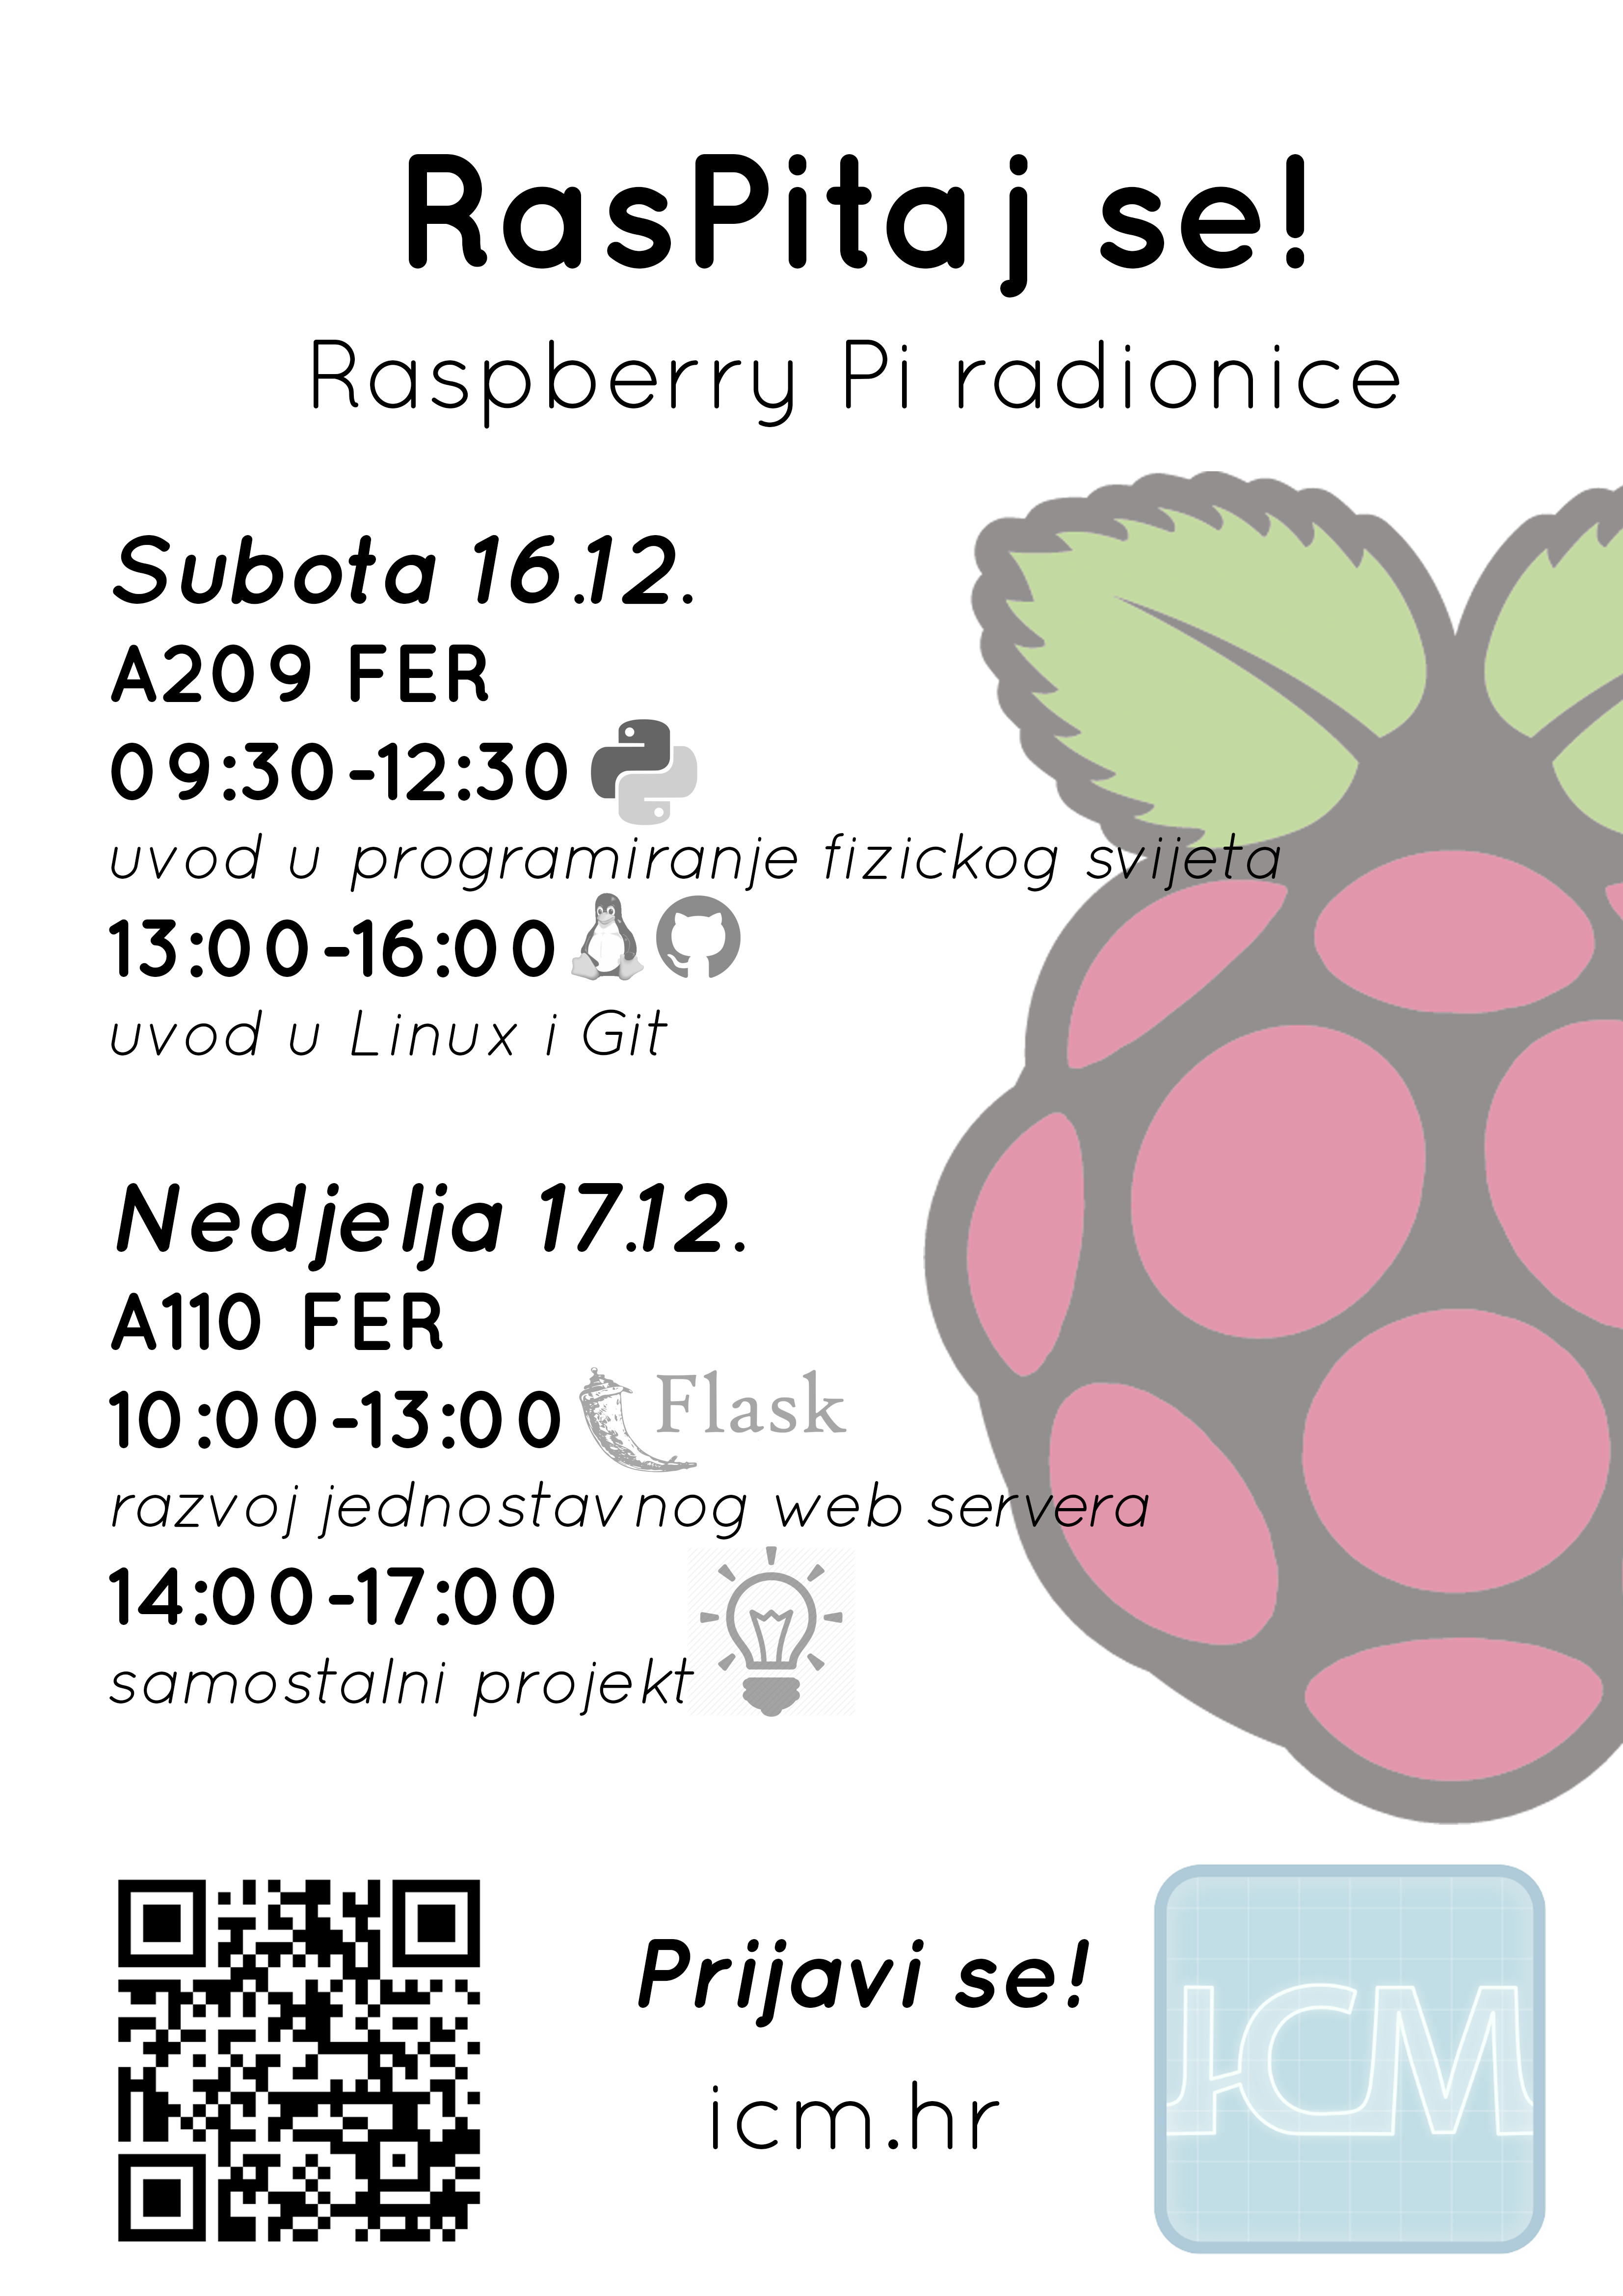 RasPitaj se!
Raspberry Pi radionice
Subota 16.12.
A209 FER
09:30-12:30
uvod u programiranje fizickog svijeta
13:00-16:00
uvod u Linux i Git
Nedjelja 17.12.
A110 FER
10:00-13:00 Flask
razvoj jednostavnog web servera
14:00-17:00
samostalni projekt
Prijavi se!
icm.hr
ICM